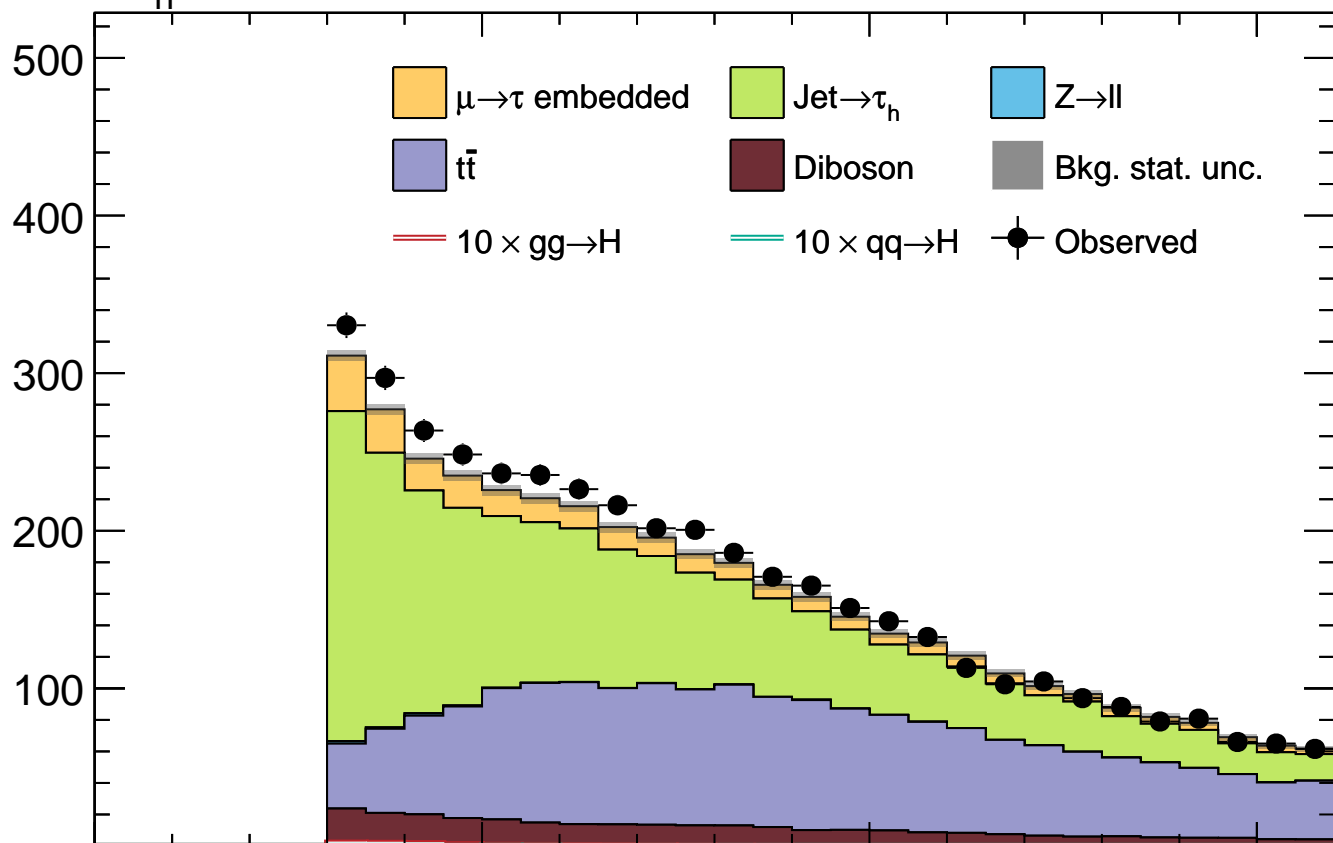 500
μ→τ embedded Jet→τh Z→ll
tt̄ Diboson Bkg. stat. unc.
400
10 × gg→H 10 × qq→H Observed
300
200
100